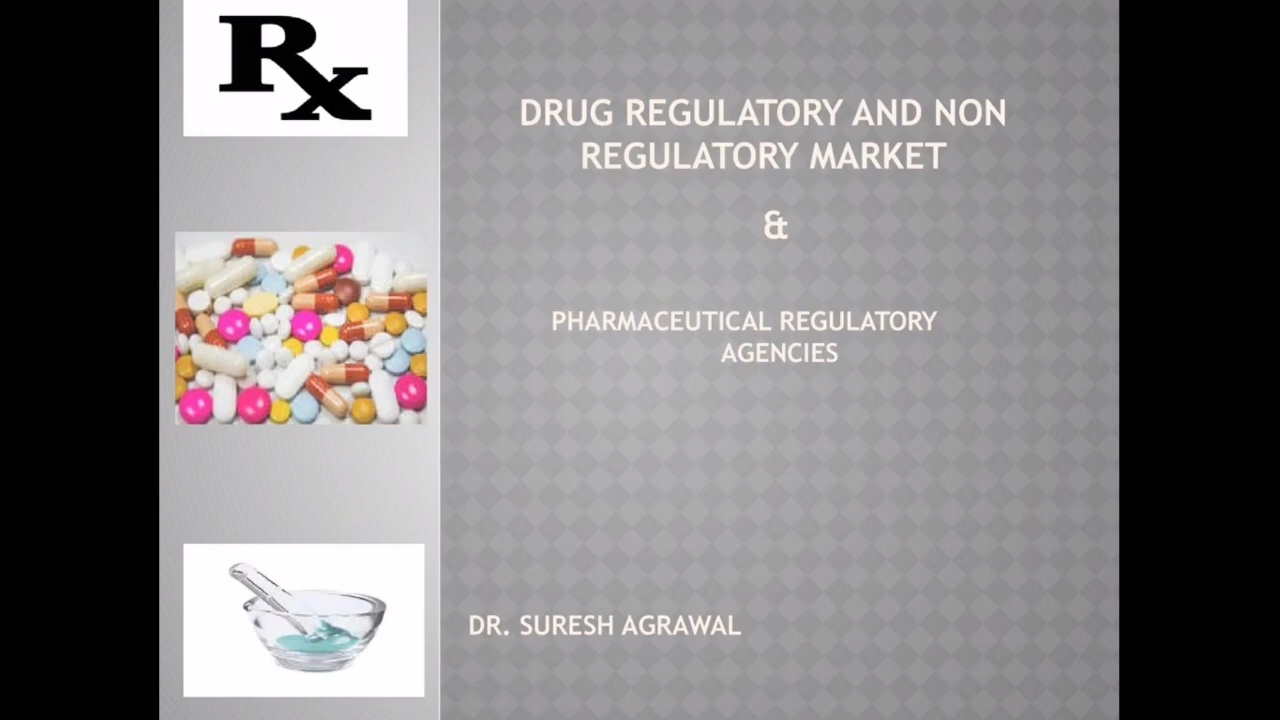 Rx
DRUG REGULATORY AND NON
REGULATORY MARKET
&
PHARMACEUTICAL REGULATORY
AGENCIES
DR. SURESH AGRAWAL